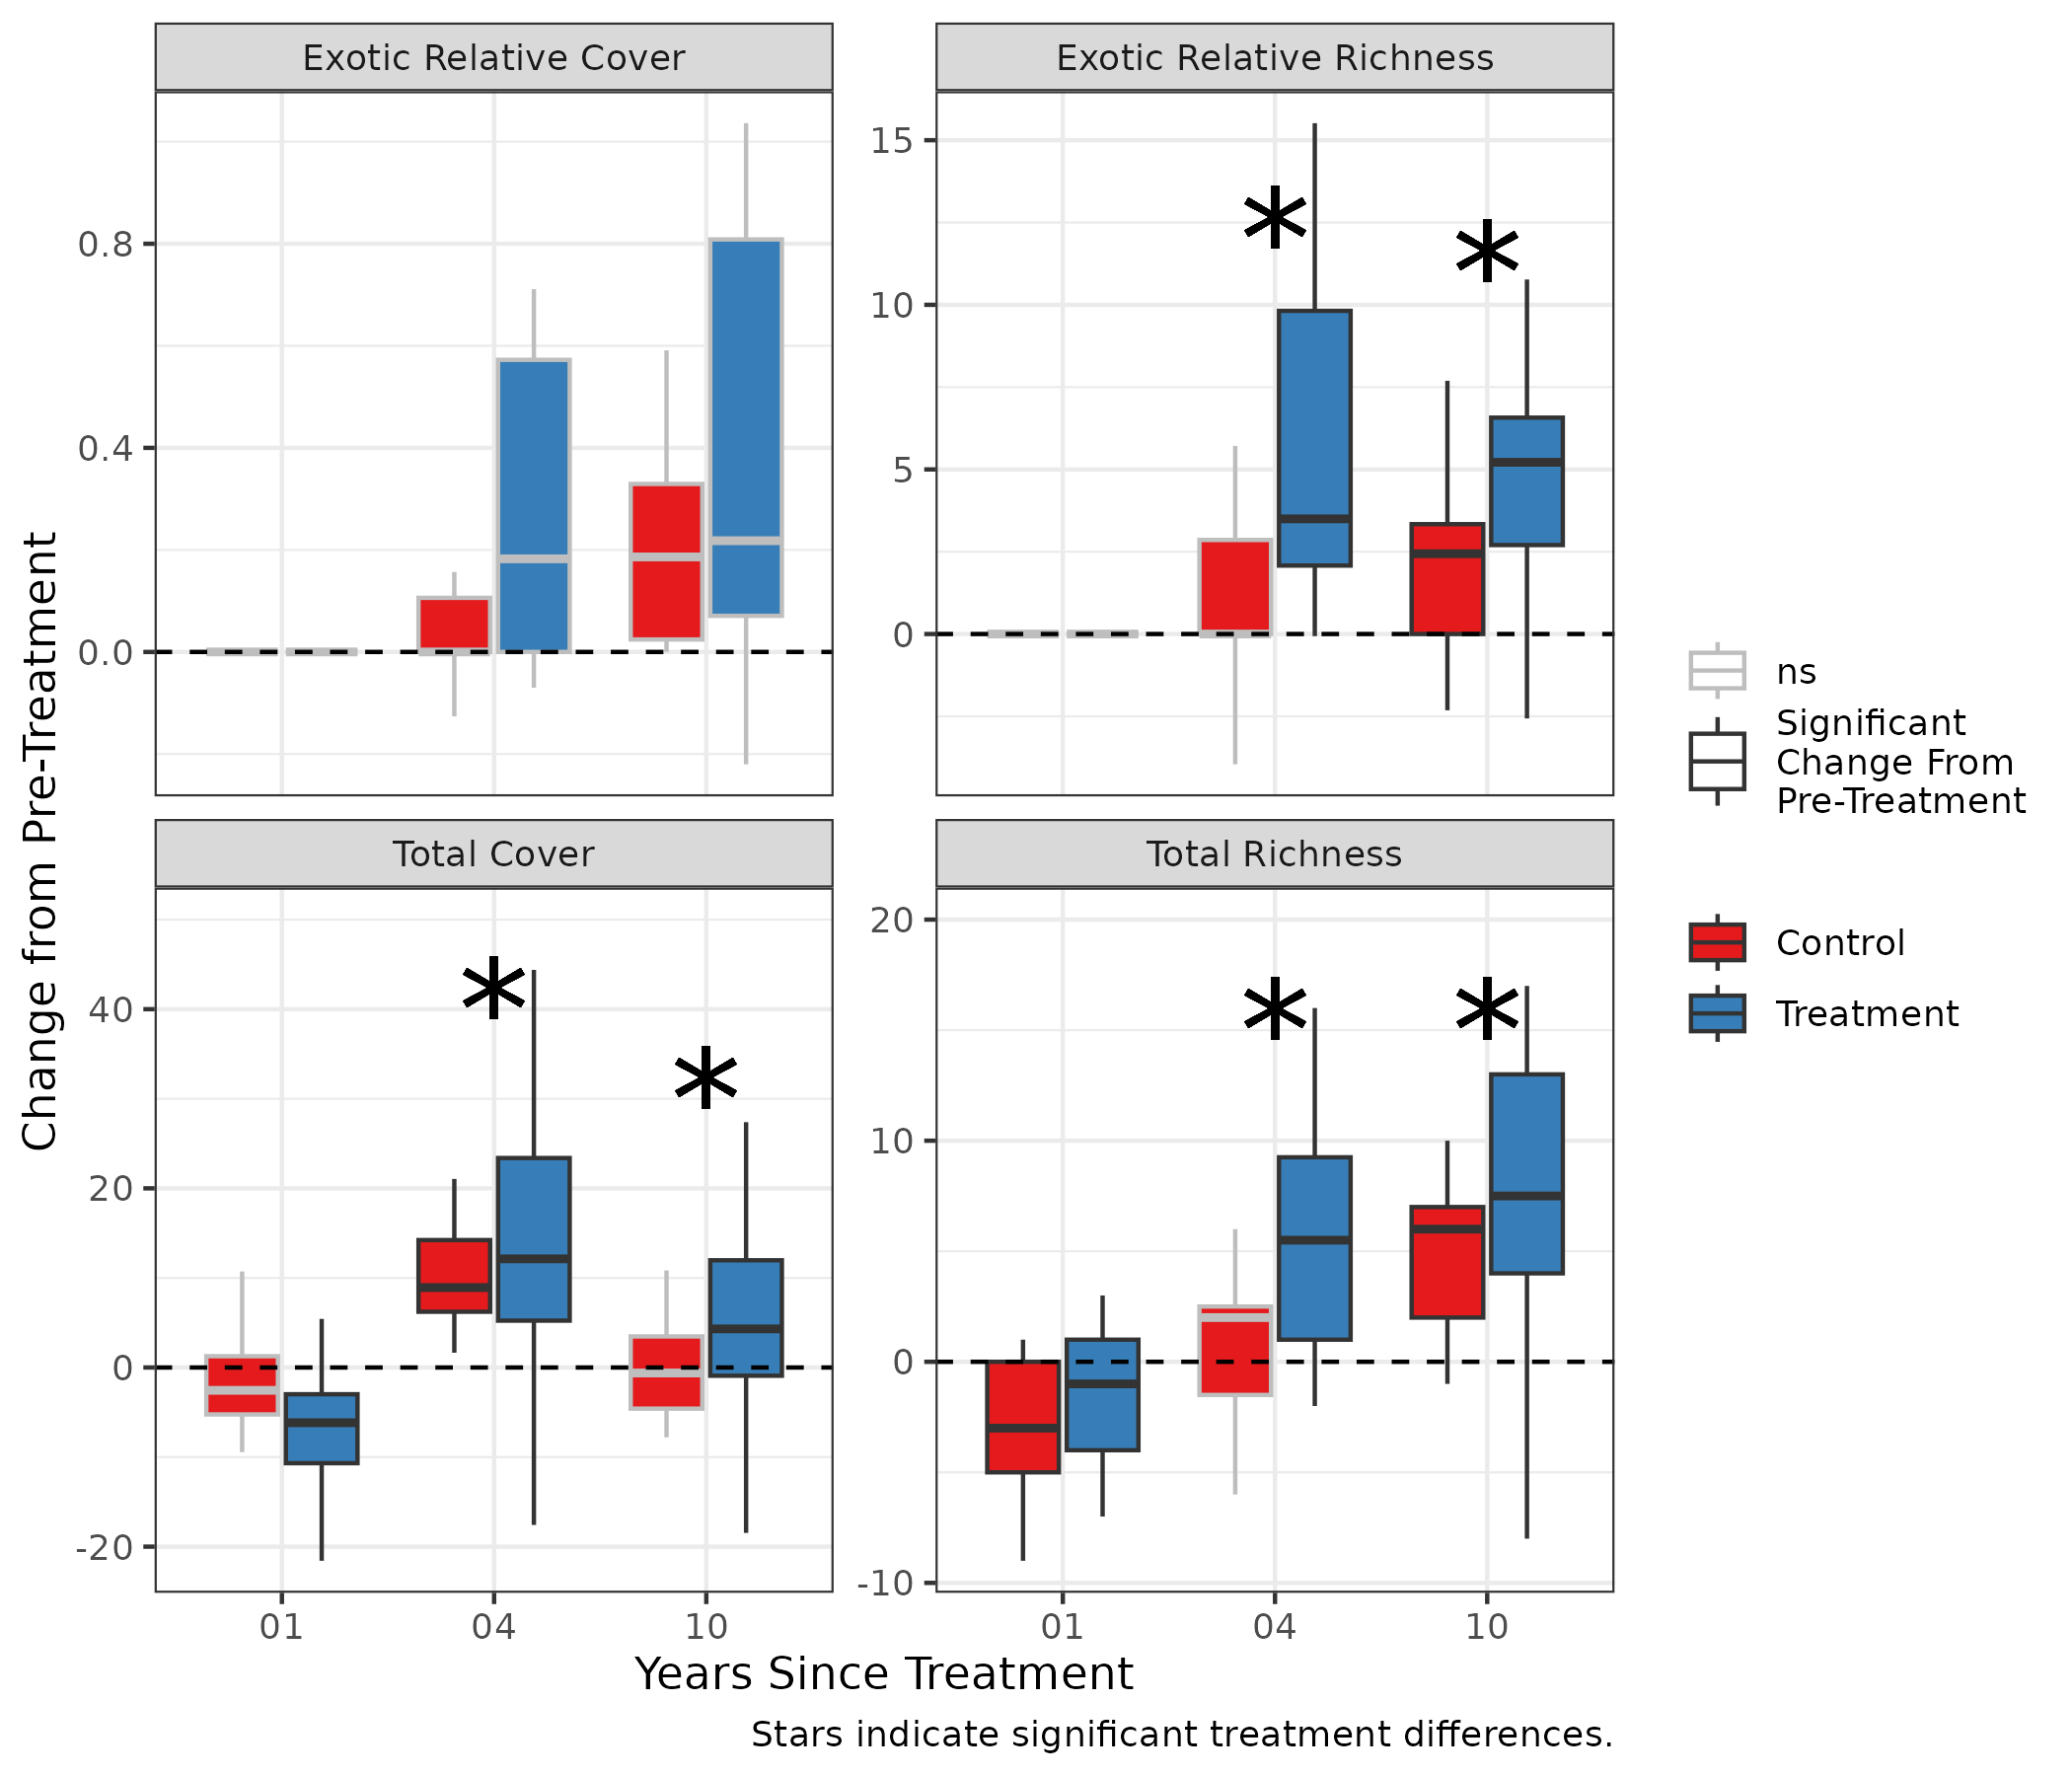 Exotic Relative Cover
Exotic Relative Richness
0.8
0.4
0.0
15
10
5
0
*
*
Total Cover
Total Richness
40
20
0
-20
20
10
0
-10
*
*
*
*
01
04
10
01
04
10
Change from Pre-Treatment
Years Since Treatment
Stars indicate significant treatment differences.
ns
Significant
Change From
Pre-Treatment
Control
Treatment